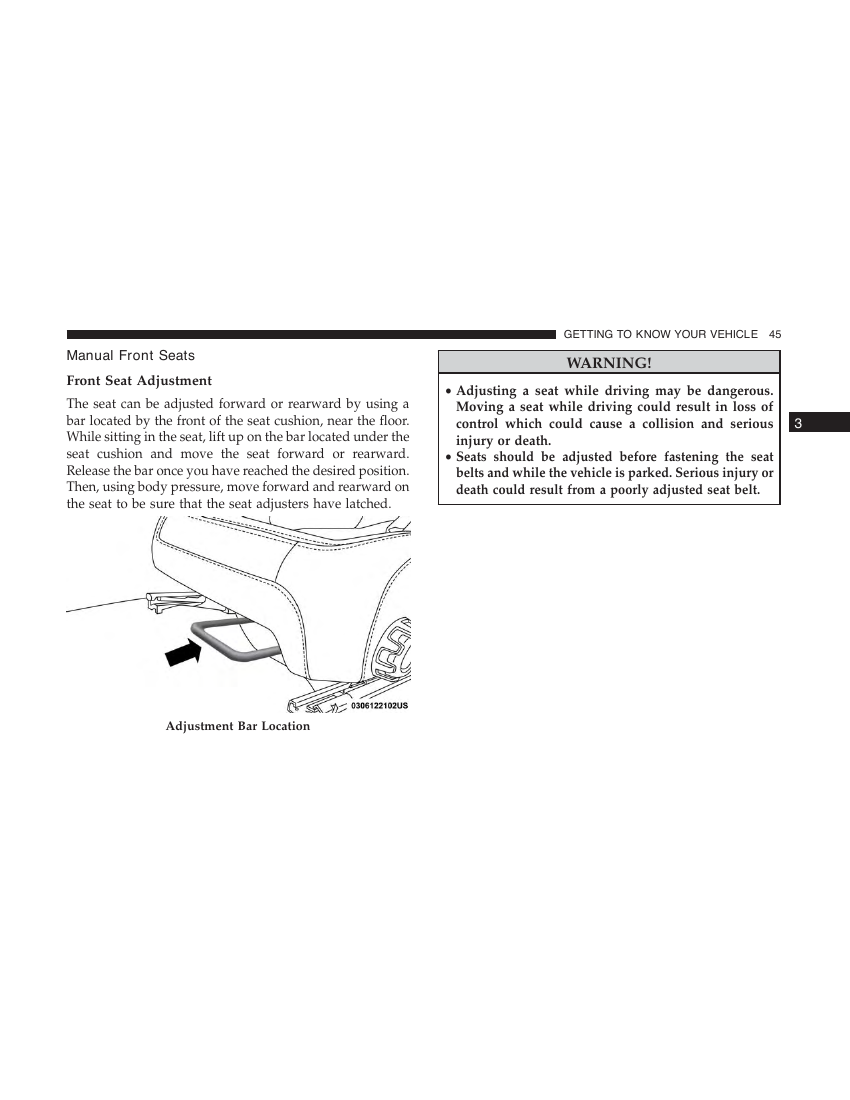 GETTING TO KNOW YOUR VEHICLE 45
Manual Front Seats
Front Seat Adjustment
The seat can be adjusted forward or rearward by using a
bar located by the front of the seat cushion, near the floor.
While sitting in the seat, lift up on the bar located under the
seat cushion and move the seat forward or rearward.
Release the bar once you have reached the desired position.
Then, using body pressure, move forward and rearward on
the seat to be sure that the seat adjusters have latched.
0306122102US
Adjustment Bar Location
WARNING!
• Adjusting a seat while driving may be dangerous.
Moving a seat while driving could result in loss of
control which could cause a collision and serious
injury or death.
• Seats should be adjusted before fastening the seat
belts and while the vehicle is parked. Serious injury or
death could result from a poorly adjusted seat belt.
3